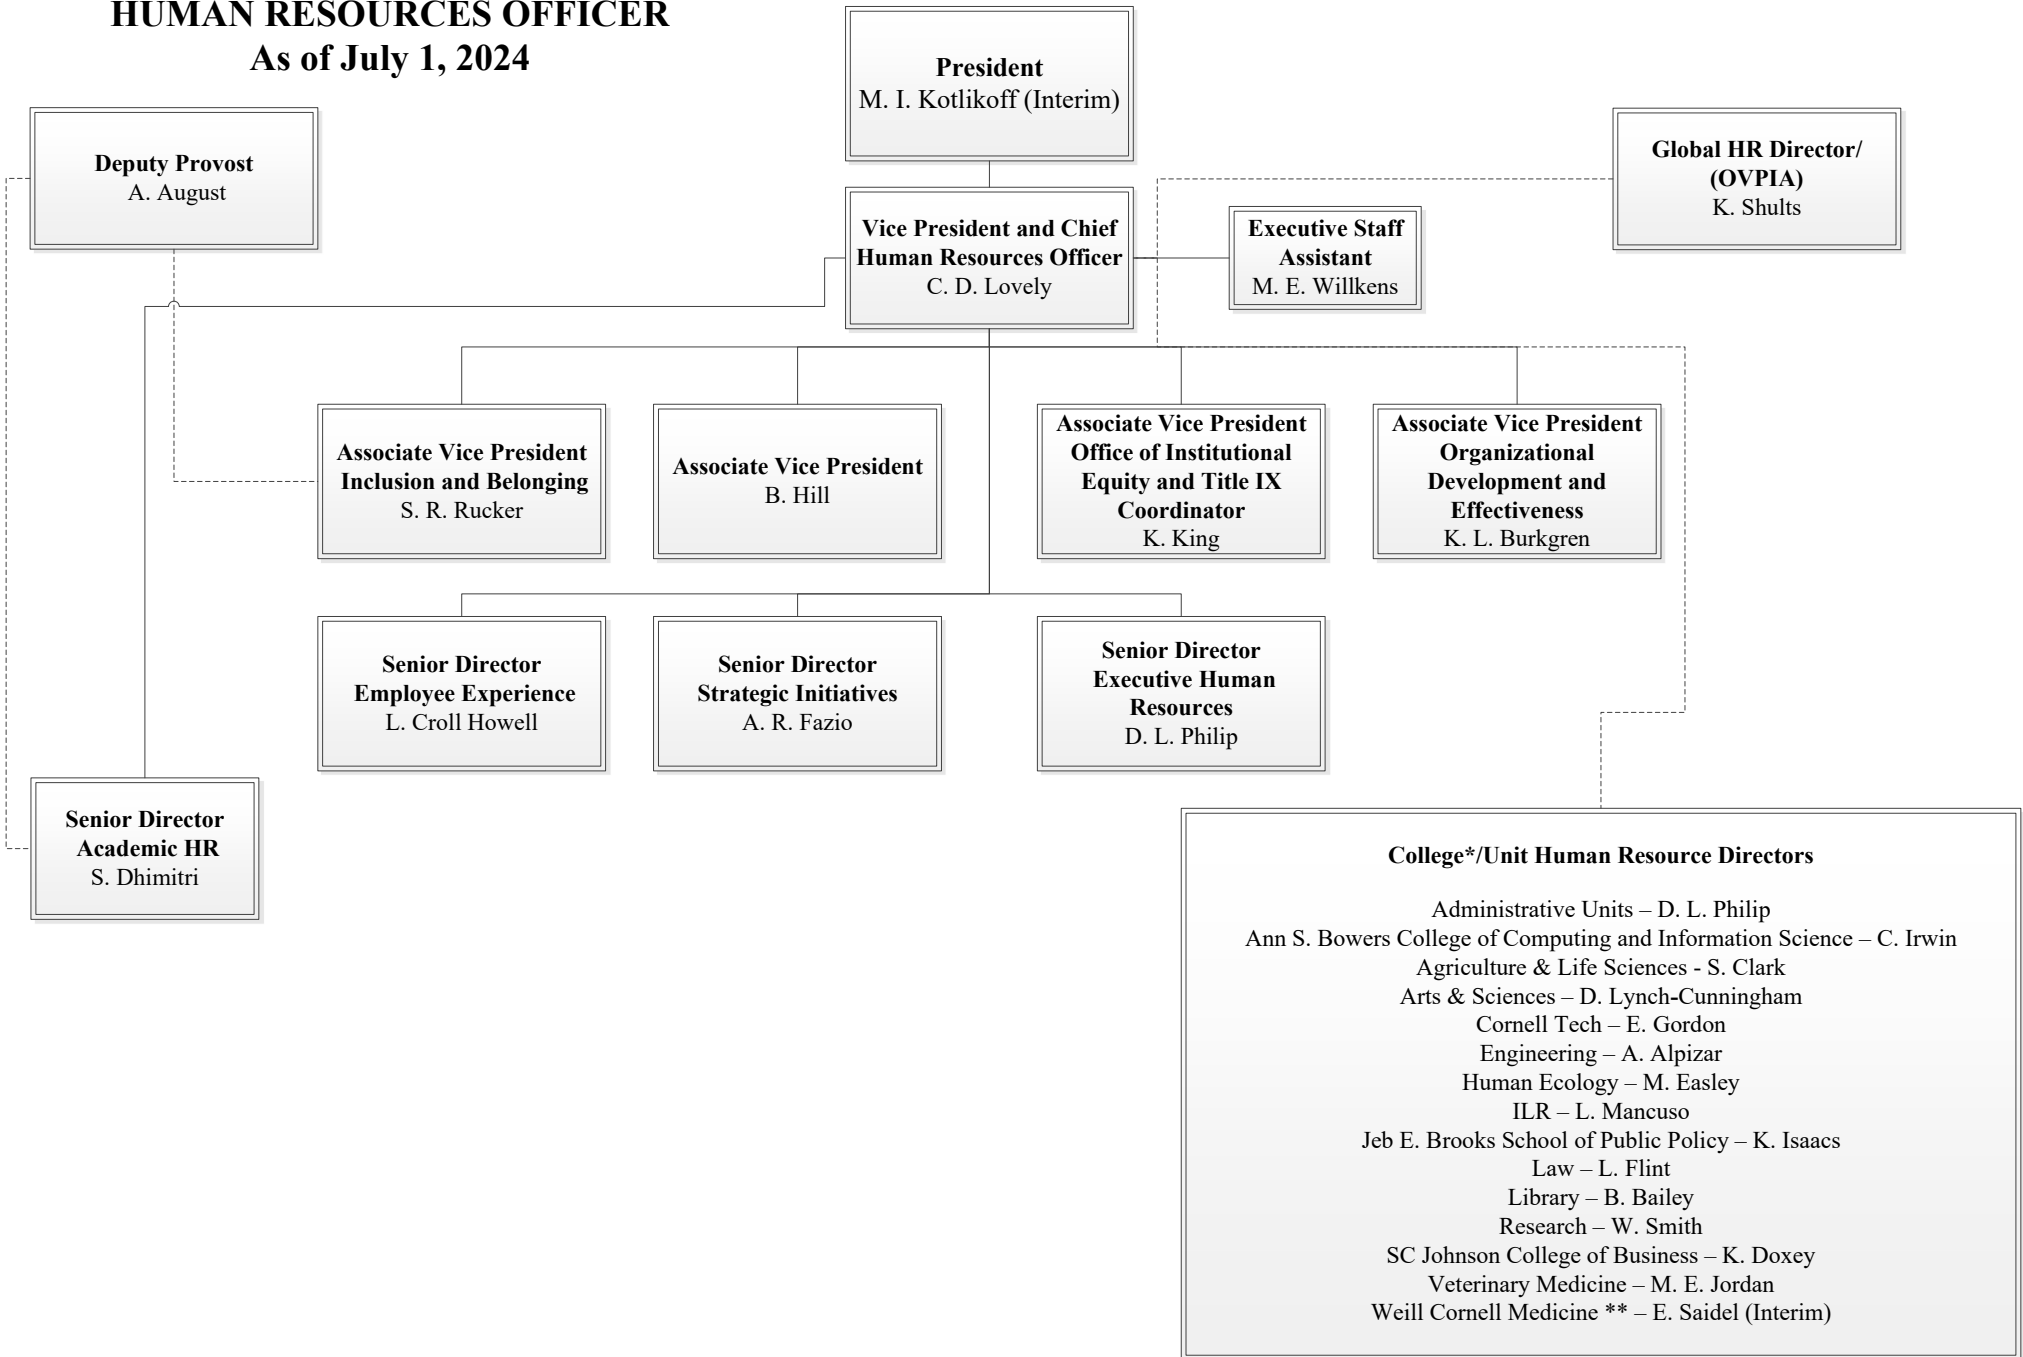 HUMAN RESOURCES OFFICER
As of July 1, 2024
President
M. I. Kotlikoff (Interim)
Deputy Provost
A. August
Global HR Director/
(OVPIA)
K. Shults
Vice President and Chief
Human Resources Officer
C. D. Lovely
Executive Staff
Assistant
M. E. Willkens
Associate Vice President
Inclusion and Belonging
S. R. Rucker
Associate Vice President
B. Hill
Associate Vice President
Office of Institutional
Equity and Title IX
Coordinator
K. King
Associate Vice President
Organizational
Development and
Effectiveness
K. L. Burkgren
Senior Director
Employee Experience
L. Croll Howell
Senior Director
Strategic Initiatives
A. R. Fazio
Senior Director
Executive Human
Resources
D. L. Philip
Senior Director
Academic HR
S. Dhimitri
College*/Unit Human Resource Directors
Administrative Units – D. L. Philip
Ann S. Bowers College of Computing and Information Science – C. Irwin
Agriculture & Life Sciences - S. Clark
Arts & Sciences – D. Lynch-Cunningham
Cornell Tech – E. Gordon
Engineering – A. Alpizar
Human Ecology – M. Easley
ILR – L. Mancuso
Jeb E. Brooks School of Public Policy – K. Isaacs
Law – L. Flint
Library – B. Bailey
Research – W. Smith
SC Johnson College of Business – K. Doxey
Veterinary Medicine – M. E. Jordan
Weill Cornell Medicine ** – E. Saidel (Interim)